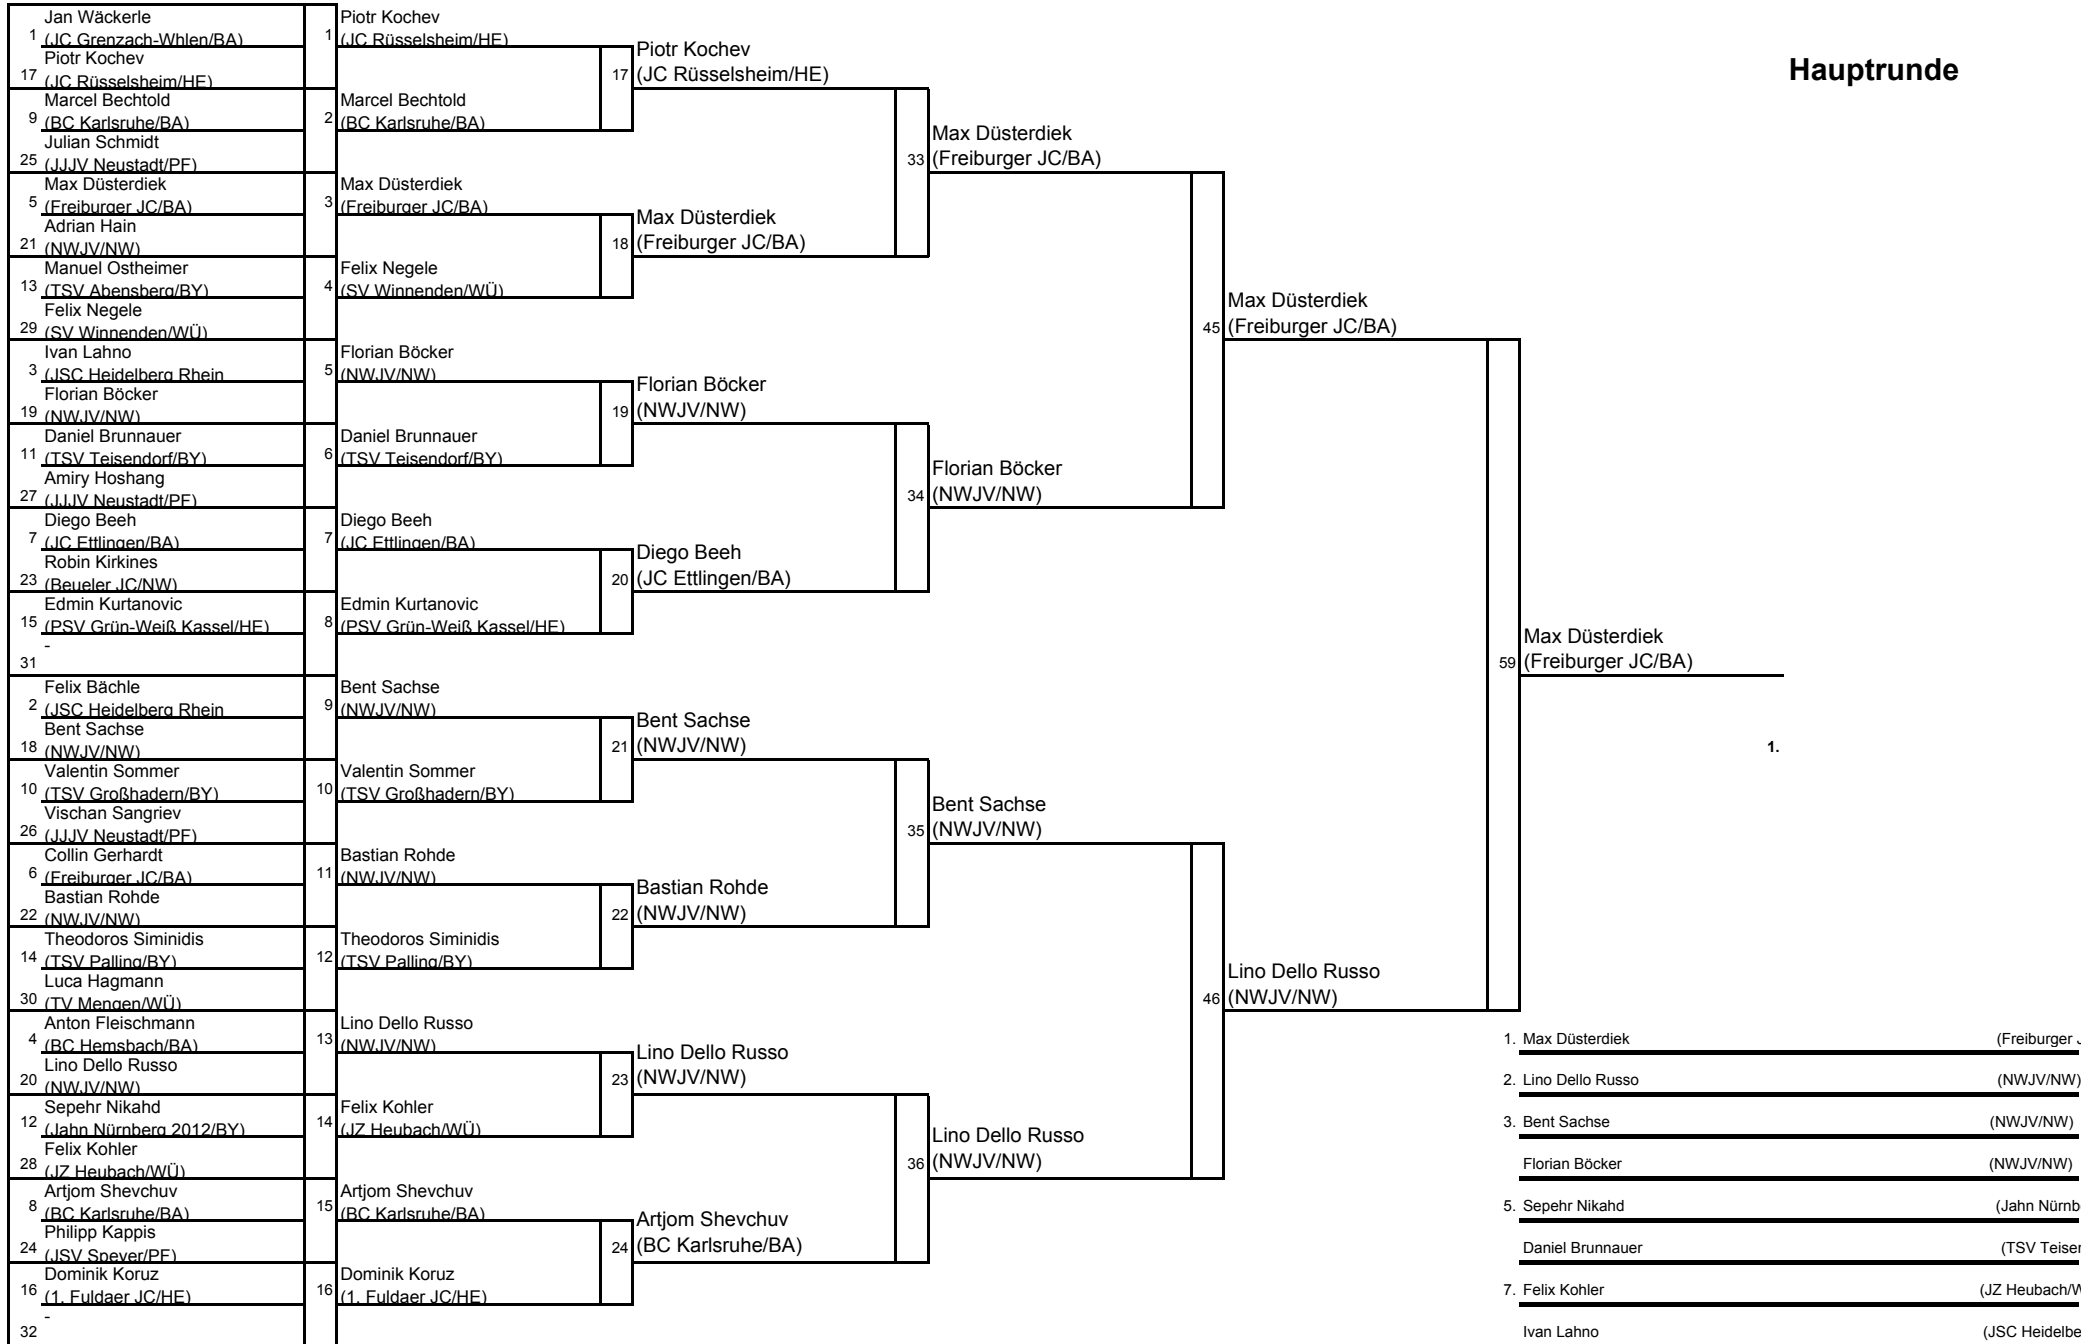 Hauptrunde
1 Jan Wäckerle
(JC Grenzach-Whlen/BA)
17 Piotr Kochev
(JC Rüsselsheim/HE)
9 Marcel Bechtold
(BC Karlsruhe/BA)
25 Julian Schmidt
(JJJV Neustadt/PF)
5 Max Düsterdiek
(Freiburger JC/BA)
21 Adrian Hain
(NWJV/NW)
13 Manuel Ostheimer
(TSV Abensberg/BY)
29 Felix Negele
(SV Winnenden/WÜ)
3 Ivan Lahno
(JSC Heidelberg Rhein
19 Florian Böcker
(NWJV/NW)
11 Daniel Brunnauer
(TSV Teisendorf/BY)
27 Amiry Hoshang
(JJJV Neustadt/PF)
7 Diego Beeh
(JC Ettlingen/BA)
23 Robin Kirkines
(Beueler JC/NW)
15 Edmin Kurtanovic
(PSV Grün-Weiß Kassel/HE)
31 -
2 Felix Bächle
(JSC Heidelberg Rhein
18 Bent Sachse
(NWJV/NW)
10 Valentin Sommer
(TSV Großhadern/BY)
26 Vischan Sangriev
(JJJV Neustadt/PF)
6 Collin Gerhardt
(Freiburger JC/BA)
22 Bastian Rohde
(NWJV/NW)
14 Theodoros Siminidis
(TSV Palling/BY)
30 Luca Hagmann
(TV Mengen/WÜ)
4 Anton Fleischmann
(BC Hemsbach/BA)
20 Lino Dello Russo
(NWJV/NW)
12 Sepehr Nikahd
(Jahn Nürnberg 2012/BY)
28 Felix Kohler
(JZ Heubach/WÜ)
8 Artjom Shevchuv
(BC Karlsruhe/BA)
24 Philipp Kappis
(JSV Speyer/PF)
16 Dominik Koruz
(1. Fuldaer JC/HE)
32 -
1 Piotr Kochev
(JC Rüsselsheim/HE)
2 Marcel Bechtold
(BC Karlsruhe/BA)
3 Max Düsterdiek
(Freiburger JC/BA)
4 Felix Negele
(SV Winnenden/WÜ)
5 Florian Böcker
(NWJV/NW)
6 Daniel Brunnauer
(TSV Teisendorf/BY)
7 Diego Beeh
(JC Ettlingen/BA)
8 Edmin Kurtanovic
(PSV Grün-Weiß Kassel/HE)
9 Bent Sachse
(NWJV/NW)
10 Valentin Sommer
(TSV Großhadern/BY)
11 Bastian Rohde
(NWJV/NW)
12 Theodoros Siminidis
(TSV Palling/BY)
13 Lino Dello Russo
(NWJV/NW)
14 Felix Kohler
(JZ Heubach/WÜ)
15 Artjom Shevchuv
(BC Karlsruhe/BA)
16 Dominik Koruz
(1. Fuldaer JC/HE)
17 Piotr Kochev
(JC Rüsselsheim/HE)
18 Max Düsterdiek
(Freiburger JC/BA)
19 Florian Böcker
(NWJV/NW)
20 Diego Beeh
(JC Ettlingen/BA)
21 Bent Sachse
(NWJV/NW)
22 Bastian Rohde
(NWJV/NW)
23 Lino Dello Russo
(NWJV/NW)
24 Artjom Shevchuv
(BC Karlsruhe/BA)
33 Max Düsterdiek
(Freiburger JC/BA)
34 Florian Böcker
(NWJV/NW)
35 Bent Sachse
(NWJV/NW)
36 Lino Dello Russo
(NWJV/NW)
45 Max Düsterdiek
(Freiburger JC/BA)
46 Lino Dello Russo
(NWJV/NW)
59 Max Düsterdiek
(Freiburger JC/BA)
1.
1. Max Düsterdiek (Freiburger
2. Lino Dello Russo (NWJV/NW)
3. Bent Sachse (NWJV/NW)
Florian Böcker (NWJV/NW)
5. Sepehr Nikahd (Jahn Nürnb
Daniel Brunnauer (TSV Teiser
7. Felix Kohler (JZ Heubach/W
Ivan Lahno (JSC Heidelbe